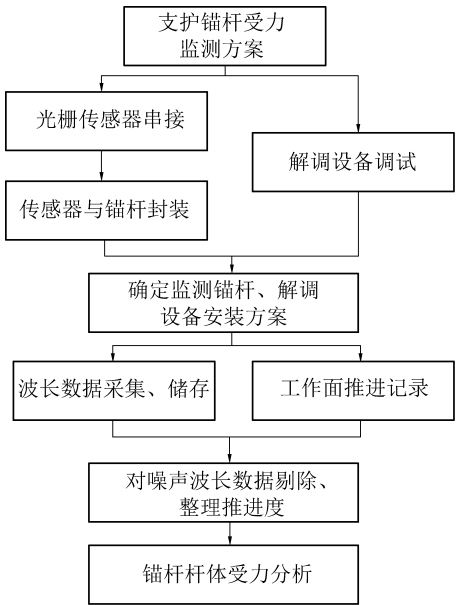 支护锚杆受力
监测方案
光栅传感器串接
解调设备调试
传感器与锚杆封装
确定监测锚杆、解调
设备安装方案
波长数据采集、储存
工作面推进记录
对噪声波长数据剔除、
整理推进度
锚杆杆体受力分析